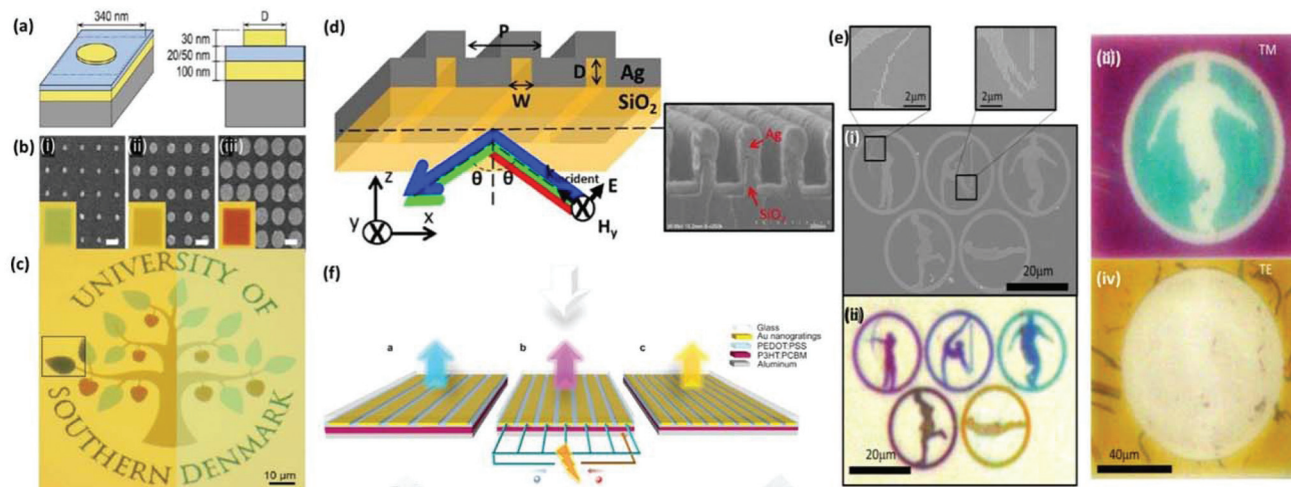 (a)
340 nm
D
30 nm
20/50 nm
100 nm
(b)
(i)
(ii)
(iii)
(c)
UNIVERSITY OF
SOUTHERN DENMARK
10 μm
(d)
P
D
Ag
W
SiO2
θ
θ
incident
E
Hy
z
y
x
Ag
SiO2
(f)
a
b
c
Glass
Au nanogratings
PEDOT:PSS
P3HT:PCBM
Aluminum
(e)
2μm
2μm
(i)
20μm
(ii)
20μm
TM
(iv)
TE
40μm